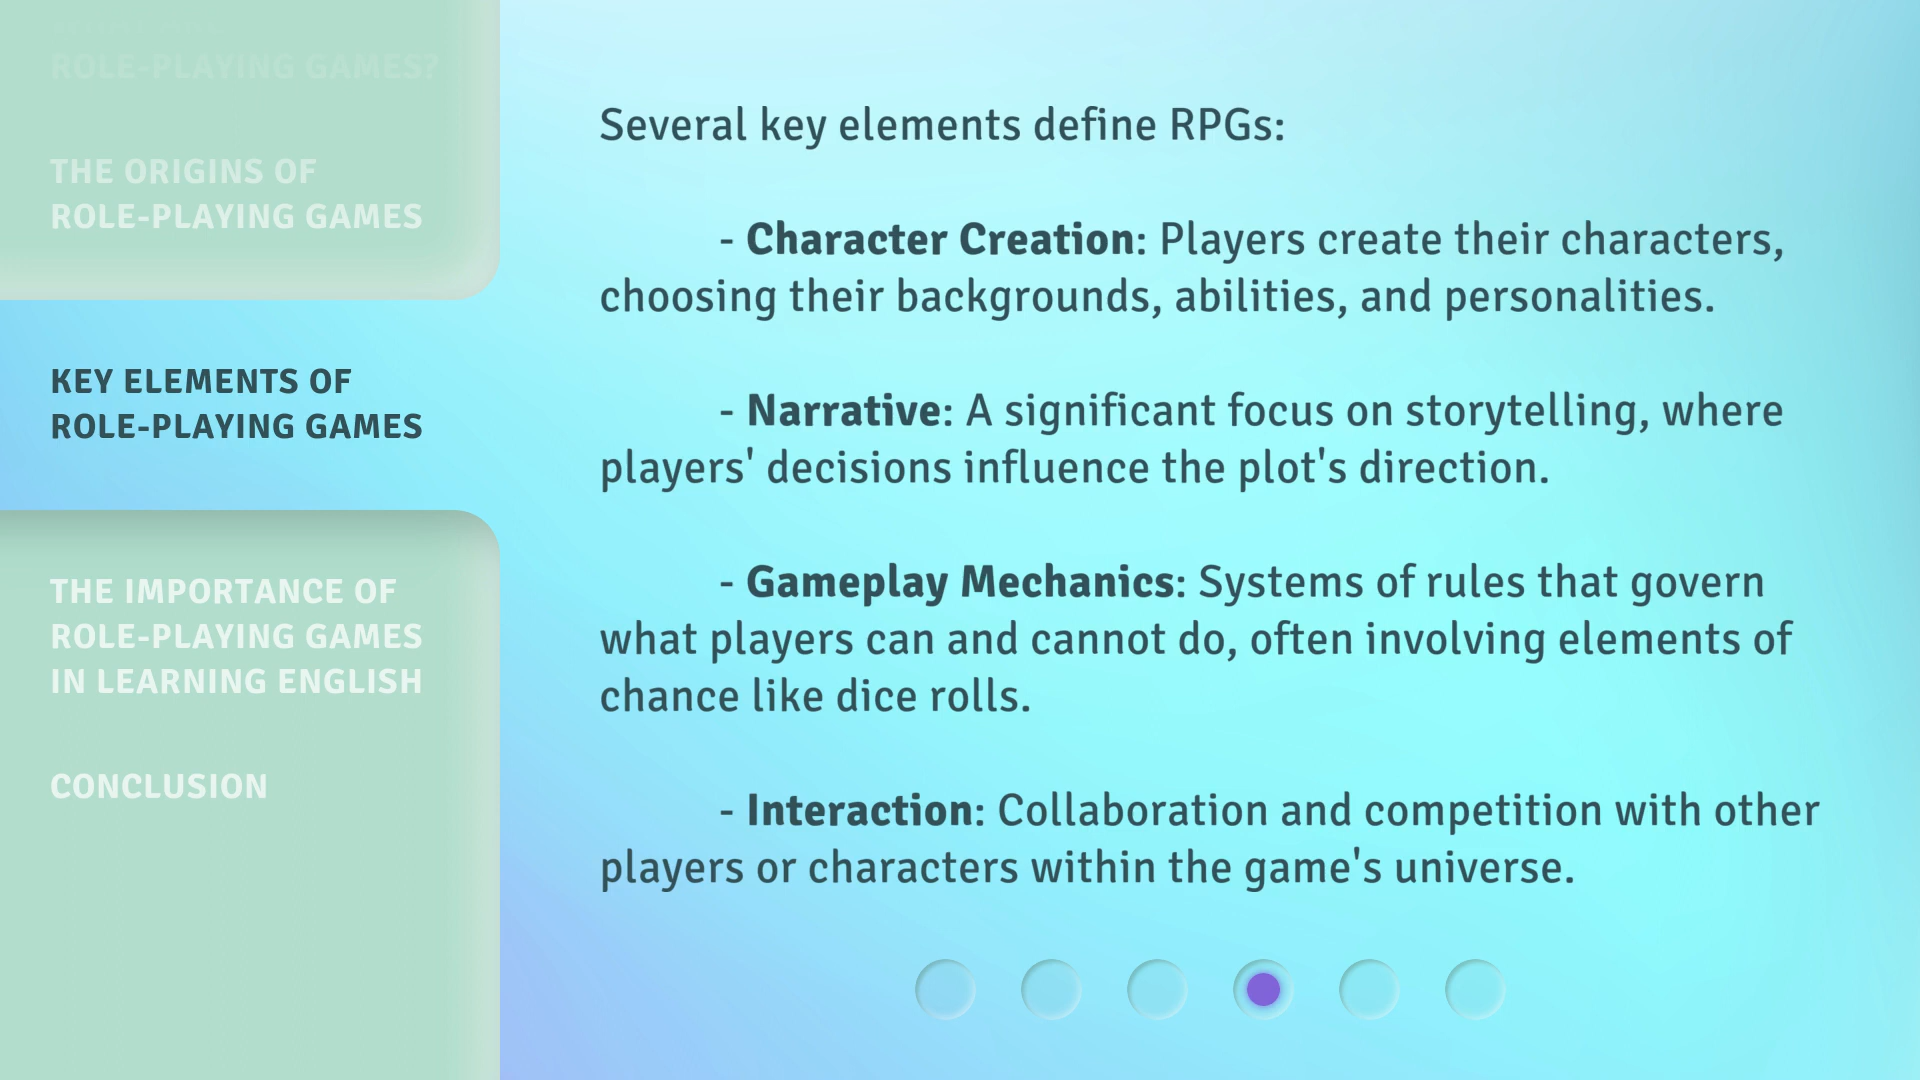 ROLE-PLAYING GAMES?
THE ORIGINS OF
ROLE-PLAYING GAMES
KEY ELEMENTS OF
ROLE-PLAYING GAMES
THE IMPORTANCE OF
ROLE-PLAYING GAMES
IN LEARNING ENGLISH
CONCLUSION
Several key elements define RPGs:
- Character Creation: Players create their characters,
choosing their backgrounds, abilities, and personalities.
- Narrative: A significant focus on storytelling, where
players' decisions influence the plot's direction.
- Gameplay Mechanics: Systems of rules that govern
what players can and cannot do, often involving elements of
chance like dice rolls.
- Interaction: Collaboration and competition with other
players or characters within the game's universe.